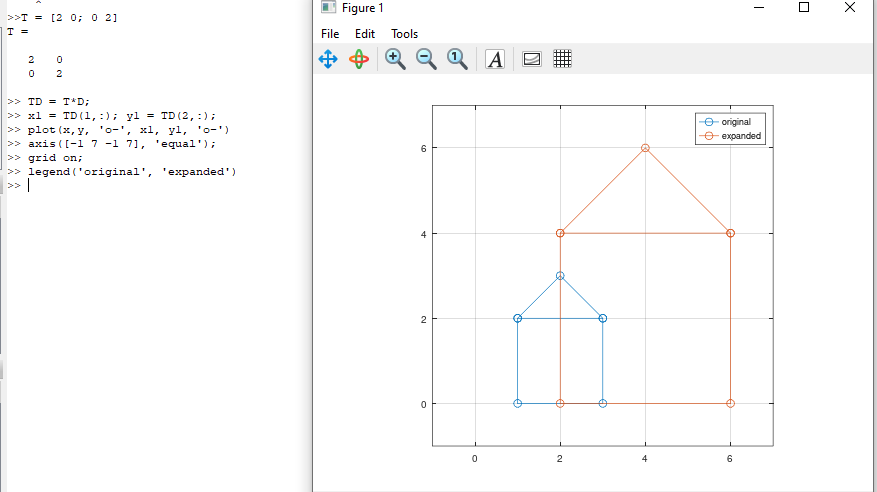 >>T = [2 0; 0 2]
T =
2 0
0 2
>> TD = T*D;
>> x1 = TD(1,:); y1 = TD(2,:);
>> plot(x,y, 'o-', x1, y1, 'o-')
>> axis([-1 7 -1 7], 'equal');
>> grid on;
>> legend('original', 'expanded')
>>
Figure 1
File Edit Tools
A
original
expanded
6
4
2
0
0 2 4 6